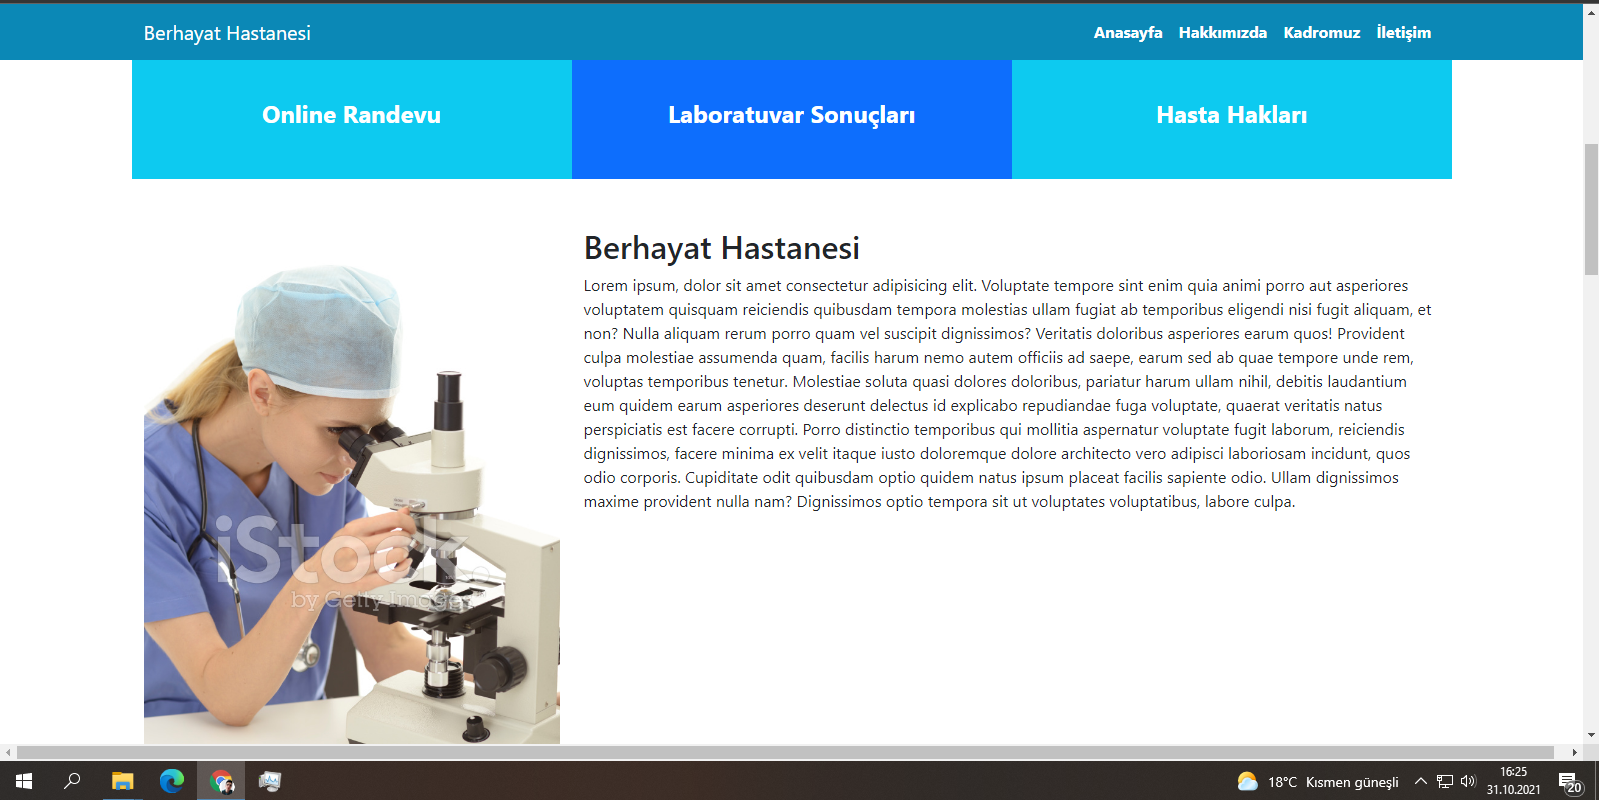 Berhayat Hastanesi
Anasayfa Hakkımızda Kadromuz İletişim
Online Randevu
Laboratuvar Sonuçları
Hasta Hakları
Berhayat Hastanesi
Lorem ipsum, dolor sit amet consectetur adipisicing elit. Voluptate tempore sint enim quia animi porro aut asperiores
voluptatem quisquam reiciendis quibusdam tempora molestias ullam fugiat ab temporibus eligendi nisi fugit aliquam, et
non? Nulla aliquam rerum porro quam vel suscipit dignissimos? Veritatis doloribus asperiores earum quos! Provident
culpa molestiae assumenda quam, facilis harum nemo autem officiis ad saepe, earum sed ab quae tempore unde rem,
voluptas temporibus tenetur. Molestiae soluta quasi dolores doloribus, pariatur harum ullam nihil, debitis laudantium
eum quidem earum asperiores deserunt delectus id explicabo repudiandae fuga voluptate, quaerat veritatis natus
perspiciatis est facere corrupti. Porro distinctio temporibus qui mollitia aspernatur voluptate fugit laborum, reiciendis
dignissimos, facere minima ex velit itaque iusto doloremque dolore architecto vero adipisci laboriosam incidunt, quos
odio corporis. Cupiditate odit quibusdam optio quidem natus ipsum placeat facilis sapiente odio. Ullam dignissimos
maxime provident nulla nam? Dignissimos optio tempora sit ut voluptates voluptatibus, labore culpa.
iStock.
by Getty Images
18°C Kısmen güneşli
16:25
31.10.2021
20